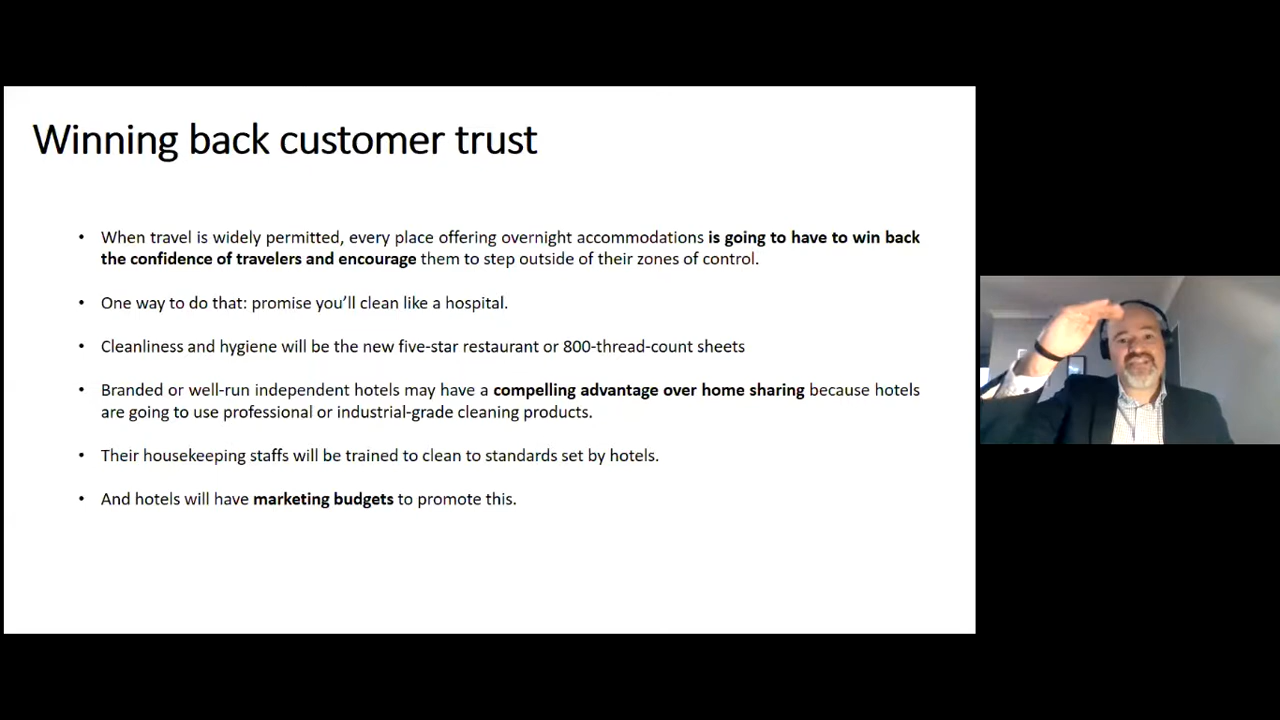 Winning back customer trust
• When travel is widely permitted, every place offering overnight accommodations is going to have to win back
the confidence of travelers and encourage them to step outside of their zones of control.
• One way to do that: promise you’ll clean like a hospital.
• Cleanliness and hygiene will be the new five-star restaurant or 800-thread-count sheets
• Branded or well-run independent hotels may have a compelling advantage over home sharing because hotels
are going to use professional or industrial-grade cleaning products.
• Their housekeeping staffs will be trained to clean to standards set by hotels.
• And hotels will have marketing budgets to promote this.